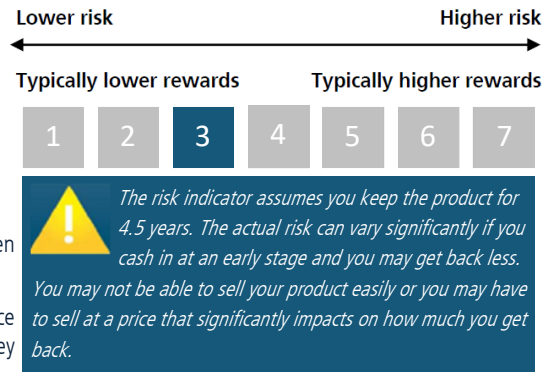 Lower risk Higher risk
Typically lower rewards Typically higher rewards
1 2 3 4 5 6 7
The risk indicator assumes you keep the product for
4.5 years. The actual risk can vary significantly if you
en cash in at an early stage and you may get back less.
You may not be able to sell your product easily or you may have
ce to sell at a price that significantly impacts on how much you get
ey back.